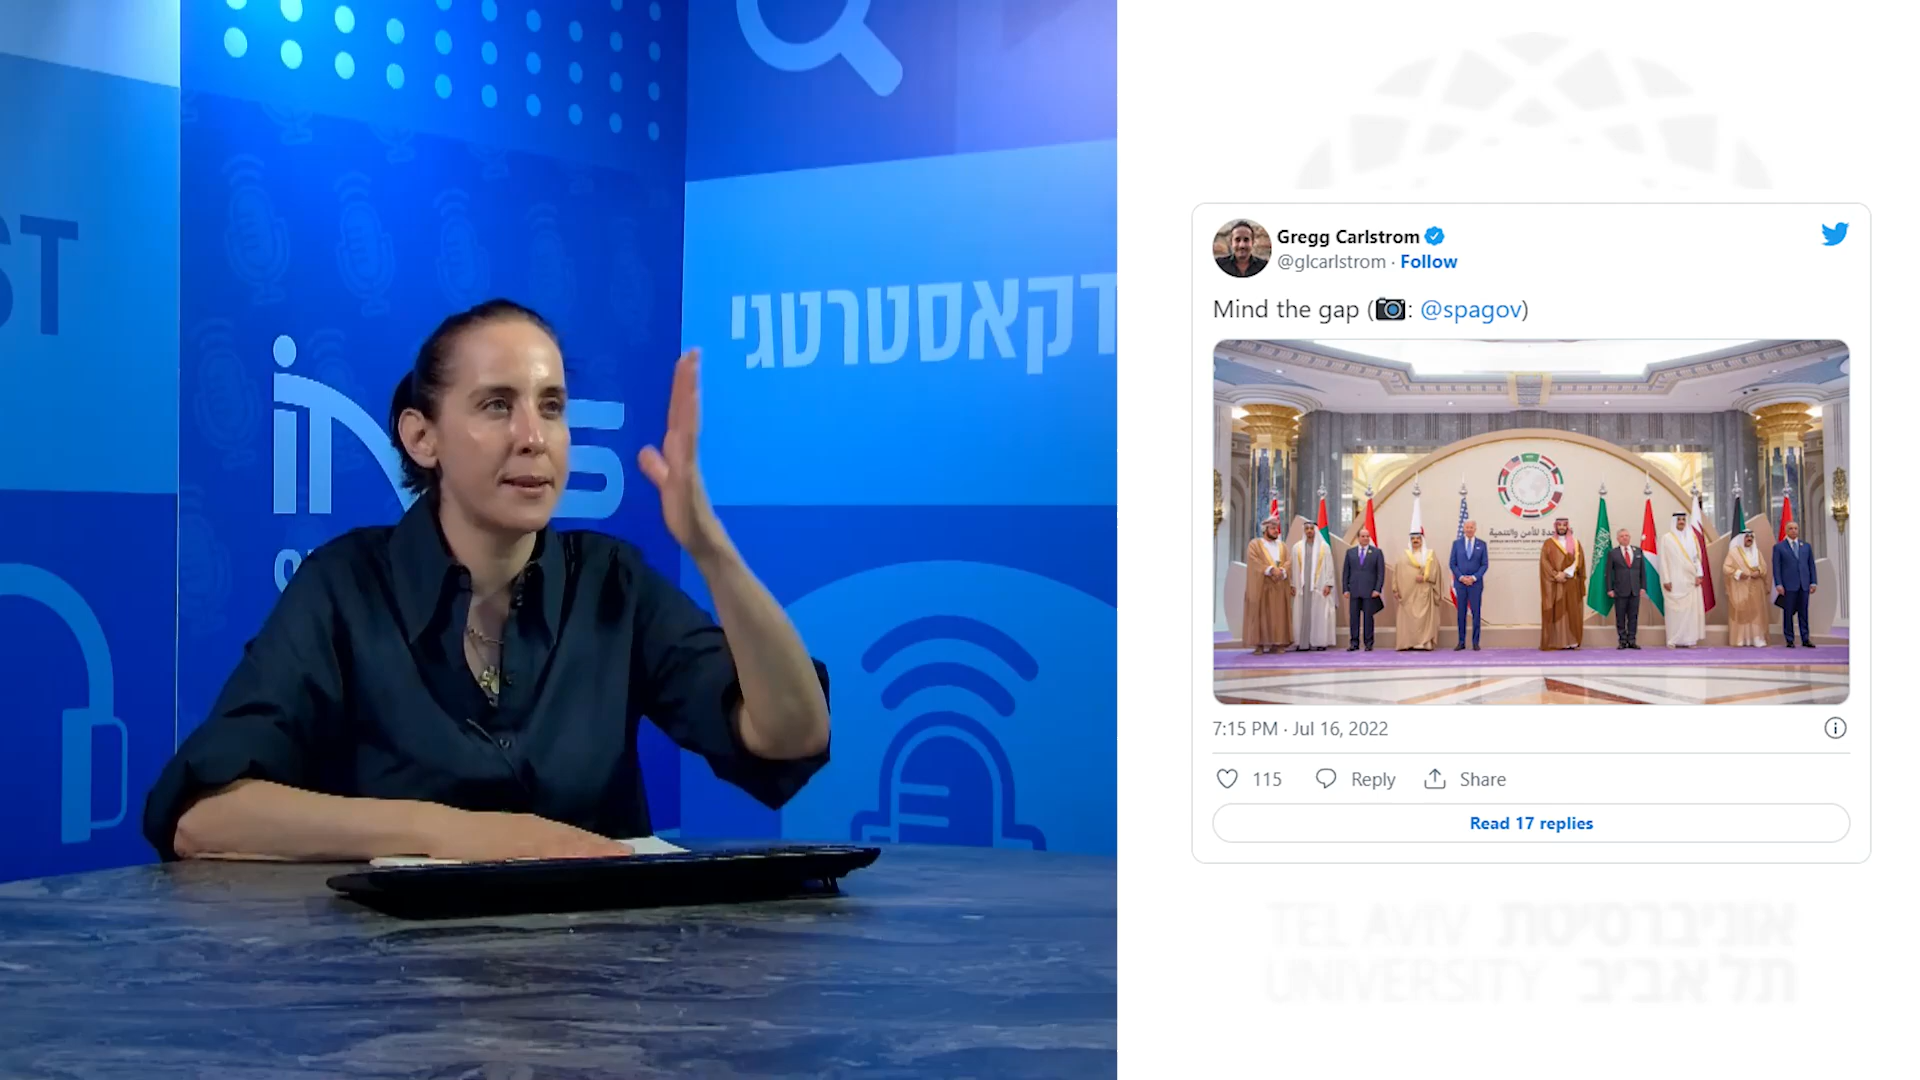 ST
דקאסטרטגי
Gregg Carlstrom
@glcarlstrom · Follow
Mind the gap (📷: @spagov)
7:15 PM · Jul 16, 2022
115 Reply Share
Read 17 replies
TEL AVIV אוניברסיטת
UNIVERSITY תל אביב